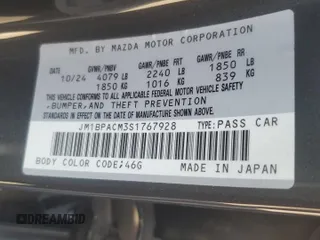 MFD. BY MAZDA MOTOR CORPORATION
GVWR/PNBV GAWR/PNBE FR GAWR/PNBE RR
10/24 4079 LB 2240 LB 1850 LB
1850 KG 1016 KG 839 KG
THIS VEHICLE CONFORMS TO ALL APPLICABLE FEDERAL MOTOR VEHICLE SAFETY
-BUMPER, AND THEFT PREVENTION
STANDARDS IN EFFECT ON THE DATE OF MANUFACTURE SHOWN ABOVE.
JM1BPACM3S1767928 TYPE:PASS CAR
BODY COLOR CODE:46G
MADE IN JAPAN
© DREAMBID